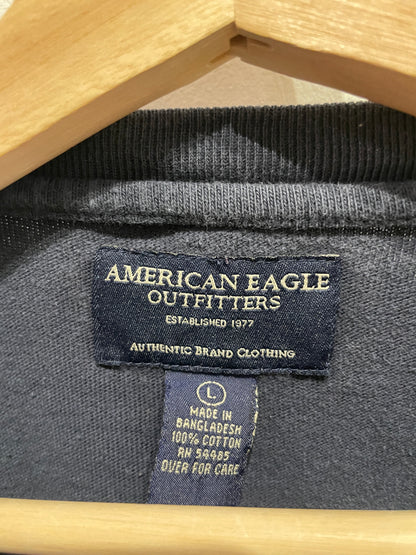 AMERICAN EAGLE
OUTFITTERS
ESTABLISHED 1977
AUTHENTIC BRAND CLOTHING
L
MADE IN
BANGLADESH
100% COTTON
RN 54485
OVER FOR CARE